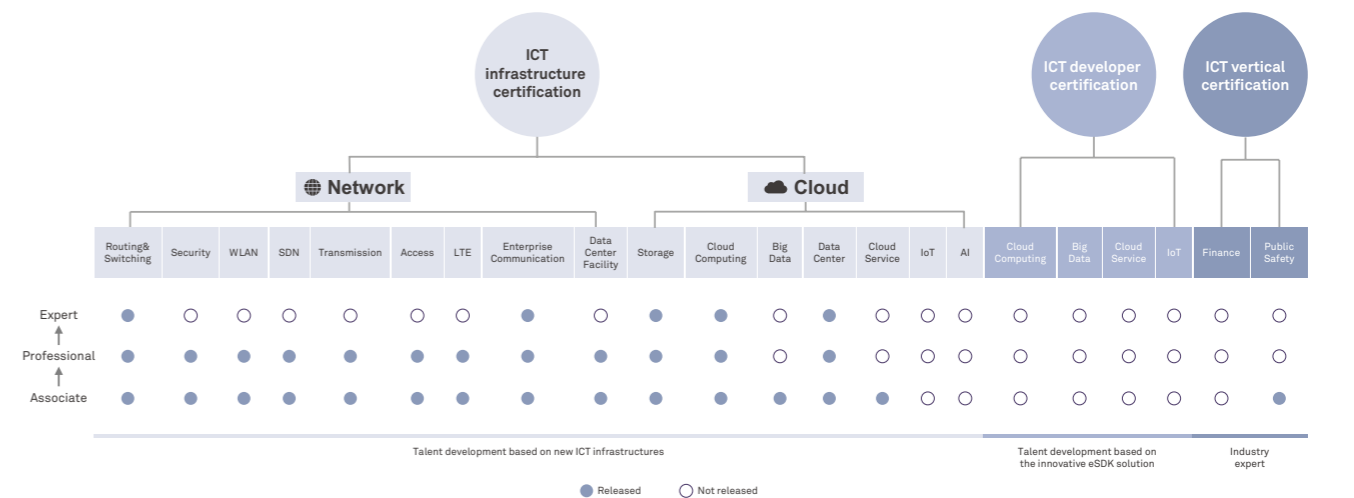 ICT
infrastructure
certification
ICT developer
certification
ICT vertical
certification
Network
Cloud
Routing&
Switching
Security
WLAN
SDN
Transmission
Access
LTE
Enterprise
Communication
Data
Center
Facility
Storage
Cloud
Computing
Big
Data
Data
Center
Cloud
Service
IoT
AI
Cloud
Computing
Big
Data
Cloud
Service
IoT
Finance
Public
Safety
Expert
Professional
Associate
Talent development based on new ICT infrastructures
Talent development based on
the innovative eSDK solution
Industry
expert
Released
Not released